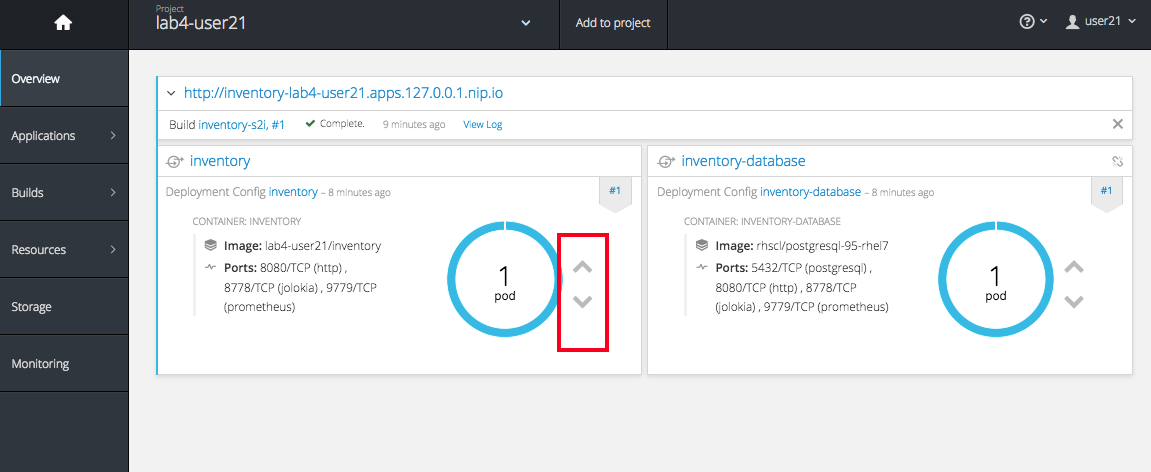 Project
lab4-user21
Add to project
user21
Overview
Applications
Builds
Resources
Storage
Monitoring
http://inventory-lab4-user21.apps.127.0.0.1.nip.io
Build inventory-s2i, #1 Complete. 9 minutes ago View Log
inventory
Deployment Config inventory – 8 minutes ago
#1
CONTAINER: INVENTORY
Image: lab4-user21/inventory
Ports: 8080/TCP (http) ,
8778/TCP (jolokia) , 9779/TCP
(prometheus)
1
pod
inventory-database
Deployment Config inventory-database – 8 minutes ago
#1
CONTAINER: INVENTORY-DATABASE
Image: rhscl/postgresql-95-rhel7
Ports: 5432/TCP (postgresql) ,
8080/TCP (http) , 8778/TCP
(jolokia) , 9779/TCP (prometheus)
1
pod